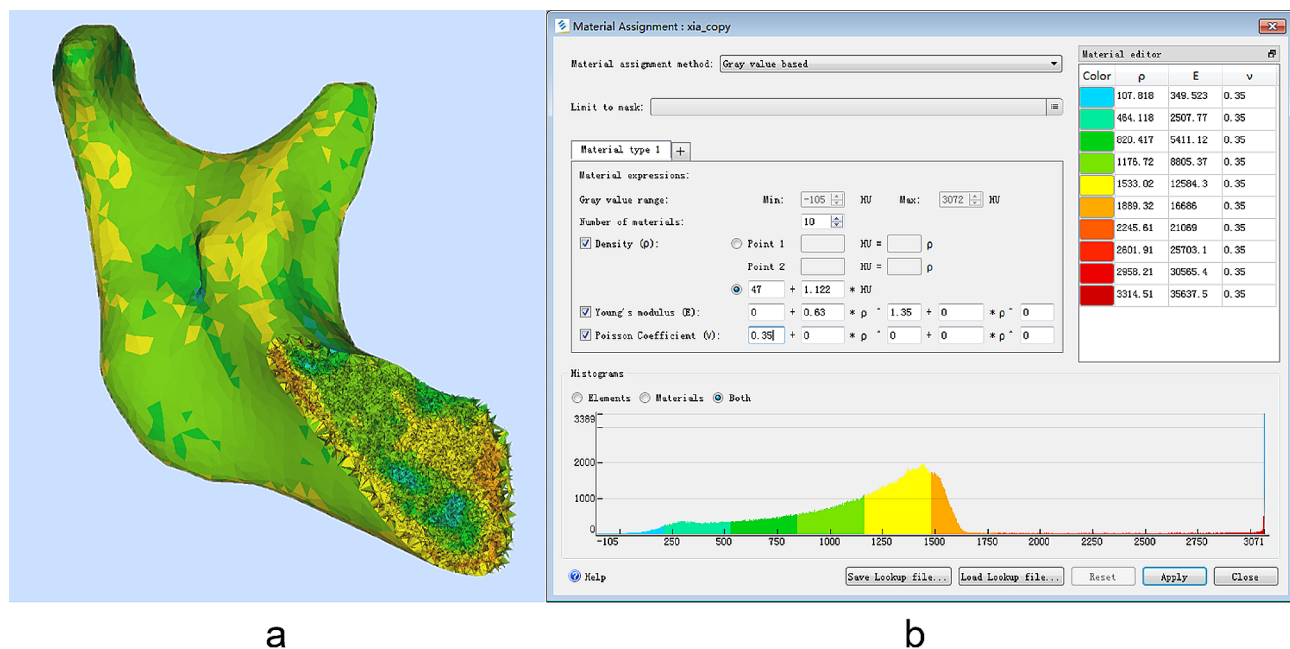 Material Assignment : xia_copy
Material assignment method: Gray value based
Limit to mask:
Material type 1 +
Material expressions:
Gray value range: Min: -105 HU Max: 3072 HU
Number of materials: 10
Density (ρ): Point 1 HU = ρ
Point 2 HU = ρ
47 + 1.122 * HU
Young's modulus (E): 0 + 0.63 * ρ ^ 1.35 + 0 * ρ ^ 0
Poisson Coefficient (ν): 0.35 + 0 * ρ ^ 0 + 0 * ρ ^ 0
Material editor
Color ρ E ν
107.818 349.523 0.35
464.118 2507.77 0.35
820.417 5411.12 0.35
1176.72 8805.37 0.35
1533.02 12584.3 0.35
1889.32 16686 0.35
2245.61 21069 0.35
2601.91 25703.1 0.35
2958.21 30565.4 0.35
3314.51 35637.5 0.35
Histograms
Elements Materials Both
3389
2000
1000
0
-105 250 500 750 1000 1250 1500 1750 2000 2250 2500 2750 3071
Help Save Lookup file... Load Lookup file... Reset Apply Close
a b